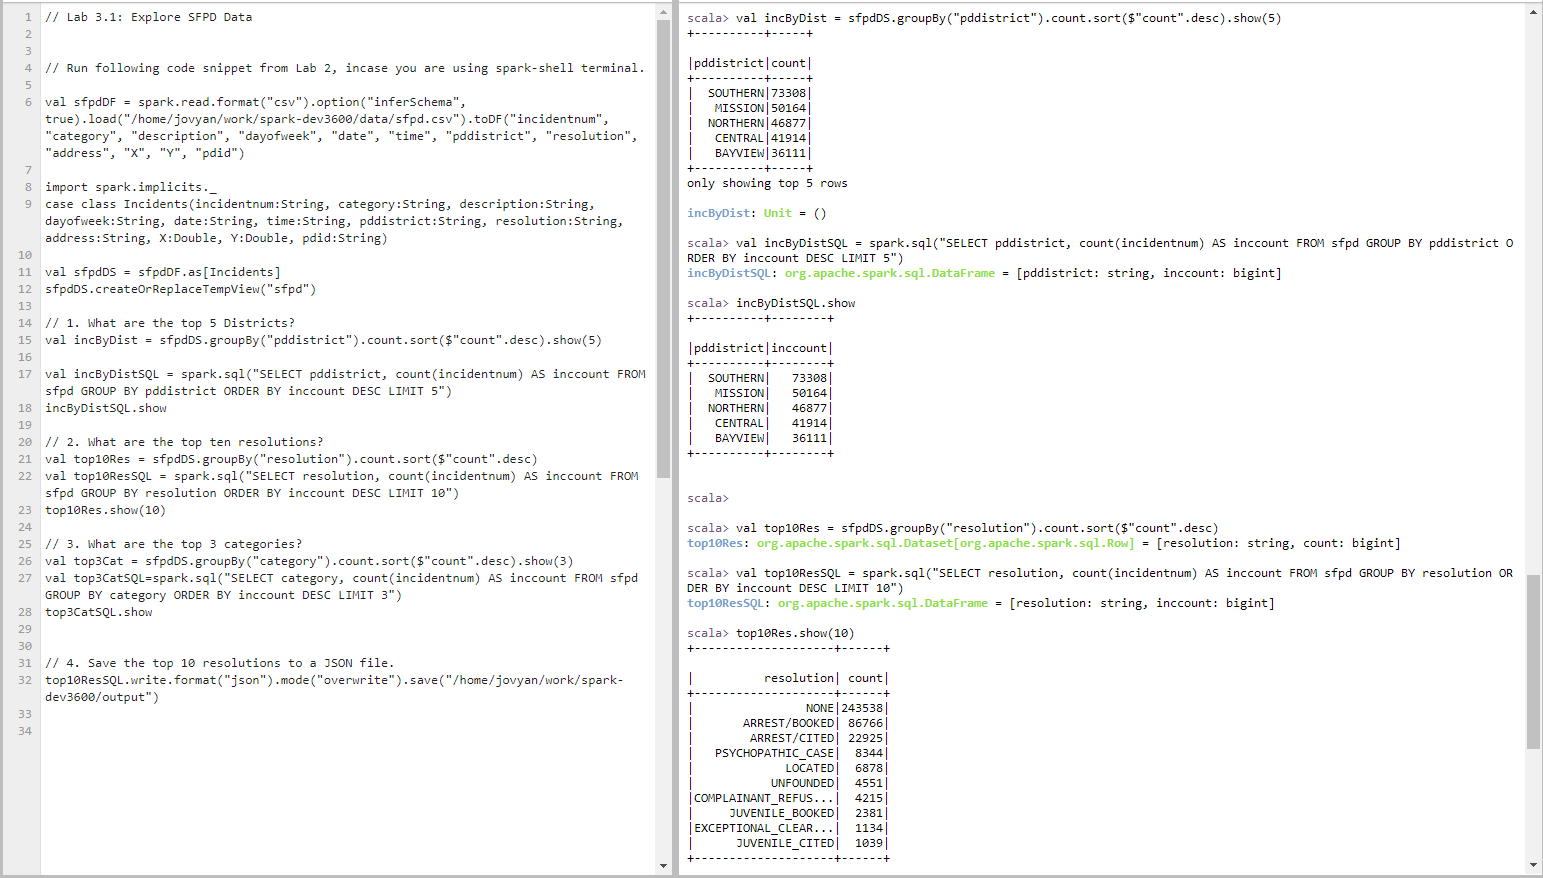 1 // Lab 3.1: Explore SFPD Data
2
3
4 // Run following code snippet from Lab 2, incase you are using spark-shell terminal.
5
6 val sfpdDF = spark.read.format("csv").option("inferSchema",
true).load("/home/jovyan/work/spark-dev3600/data/sfpd.csv").toDF("incidentnum",
"category", "description", "dayofweek", "date", "time", "pddistrict", "resolution",
"address", "X", "Y", "pdid")
7
8 import spark.implicits._
9 case class Incidents(incidentnum:String, category:String, description:String,
dayofweek:String, date:String, time:String, pddistrict:String, resolution:String,
address:String, X:Double, Y:Double, pdid:String)
10
11 val sfpdDS = sfpdDF.as[Incidents]
12 sfpdDS.createOrReplaceTempView("sfpd")
13
14 // 1. What are the top 5 Districts?
15 val incByDist = sfpdDS.groupBy("pddistrict").count.sort($"count".desc).show(5)
16
17 val incByDistSQL = spark.sql("SELECT pddistrict, count(incidentnum) AS inccount FROM
sfpd GROUP BY pddistrict ORDER BY inccount DESC LIMIT 5")
18 incByDistSQL.show
19
20 // 2. What are the top ten resolutions?
21 val top10Res = sfpdDS.groupBy("resolution").count.sort($"count".desc)
22 val top10ResSQL = spark.sql("SELECT resolution, count(incidentnum) AS inccount FROM
sfpd GROUP BY resolution ORDER BY inccount DESC LIMIT 10")
23 top10Res.show(10)
24
25 // 3. What are the top 3 categories?
26 val top3Cat = sfpdDS.groupBy("category").count.sort($"count".desc).show(3)
27 val top3CatSQL=spark.sql("SELECT category, count(incidentnum) AS inccount FROM sfpd
GROUP BY category ORDER BY inccount DESC LIMIT 3")
28 top3CatSQL.show
29
30
31 // 4. Save the top 10 resolutions to a JSON file.
32 top10ResSQL.write.format("json").mode("overwrite").save("/home/jovyan/work/spark-
dev3600/output")
33
34
scala> val incByDist = sfpdDS.groupBy("pddistrict").count.sort($"count".desc).show(5)
+----------+-----+
|pddistrict|count|
+----------+-----+
|  SOUTHERN|73308|
|   MISSION|50164|
|  NORTHERN|46877|
|   CENTRAL|41914|
|   BAYVIEW|36111|
+----------+-----+
only showing top 5 rows
incByDist: Unit = ()
scala> val incByDistSQL = spark.sql("SELECT pddistrict, count(incidentnum) AS inccount FROM sfpd GROUP BY pddistrict O
RDER BY inccount DESC LIMIT 5")
incByDistSQL: org.apache.spark.sql.DataFrame = [pddistrict: string, inccount: bigint]
scala> incByDistSQL.show
+----------+--------+
|pddistrict|inccount|
+----------+--------+
|  SOUTHERN|   73308|
|   MISSION|   50164|
|  NORTHERN|   46877|
|   CENTRAL|   41914|
|   BAYVIEW|   36111|
+----------+--------+
scala>
scala> val top10Res = sfpdDS.groupBy("resolution").count.sort($"count".desc)
top10Res: org.apache.spark.sql.Dataset[org.apache.spark.sql.Row] = [resolution: string, count: bigint]
scala> val top10ResSQL = spark.sql("SELECT resolution, count(incidentnum) AS inccount FROM sfpd GROUP BY resolution OR
DER BY inccount DESC LIMIT 10")
top10ResSQL: org.apache.spark.sql.DataFrame = [resolution: string, inccount: bigint]
scala> top10Res.show(10)
+--------------------+------+
|          resolution| count|
+--------------------+------+
|                NONE|243538|
|       ARREST/BOOKED| 86766|
|        ARREST/CITED| 22925|
|   PSYCHOPATHIC_CASE|  8344|
|             LOCATED|  6878|
|           UNFOUNDED|  4551|
|COMPLAINANT_REFUS...|  4215|
|     JUVENILE_BOOKED|  2381|
|EXCEPTIONAL_CLEAR...|  1134|
|      JUVENILE_CITED|  1039|
+--------------------+------+